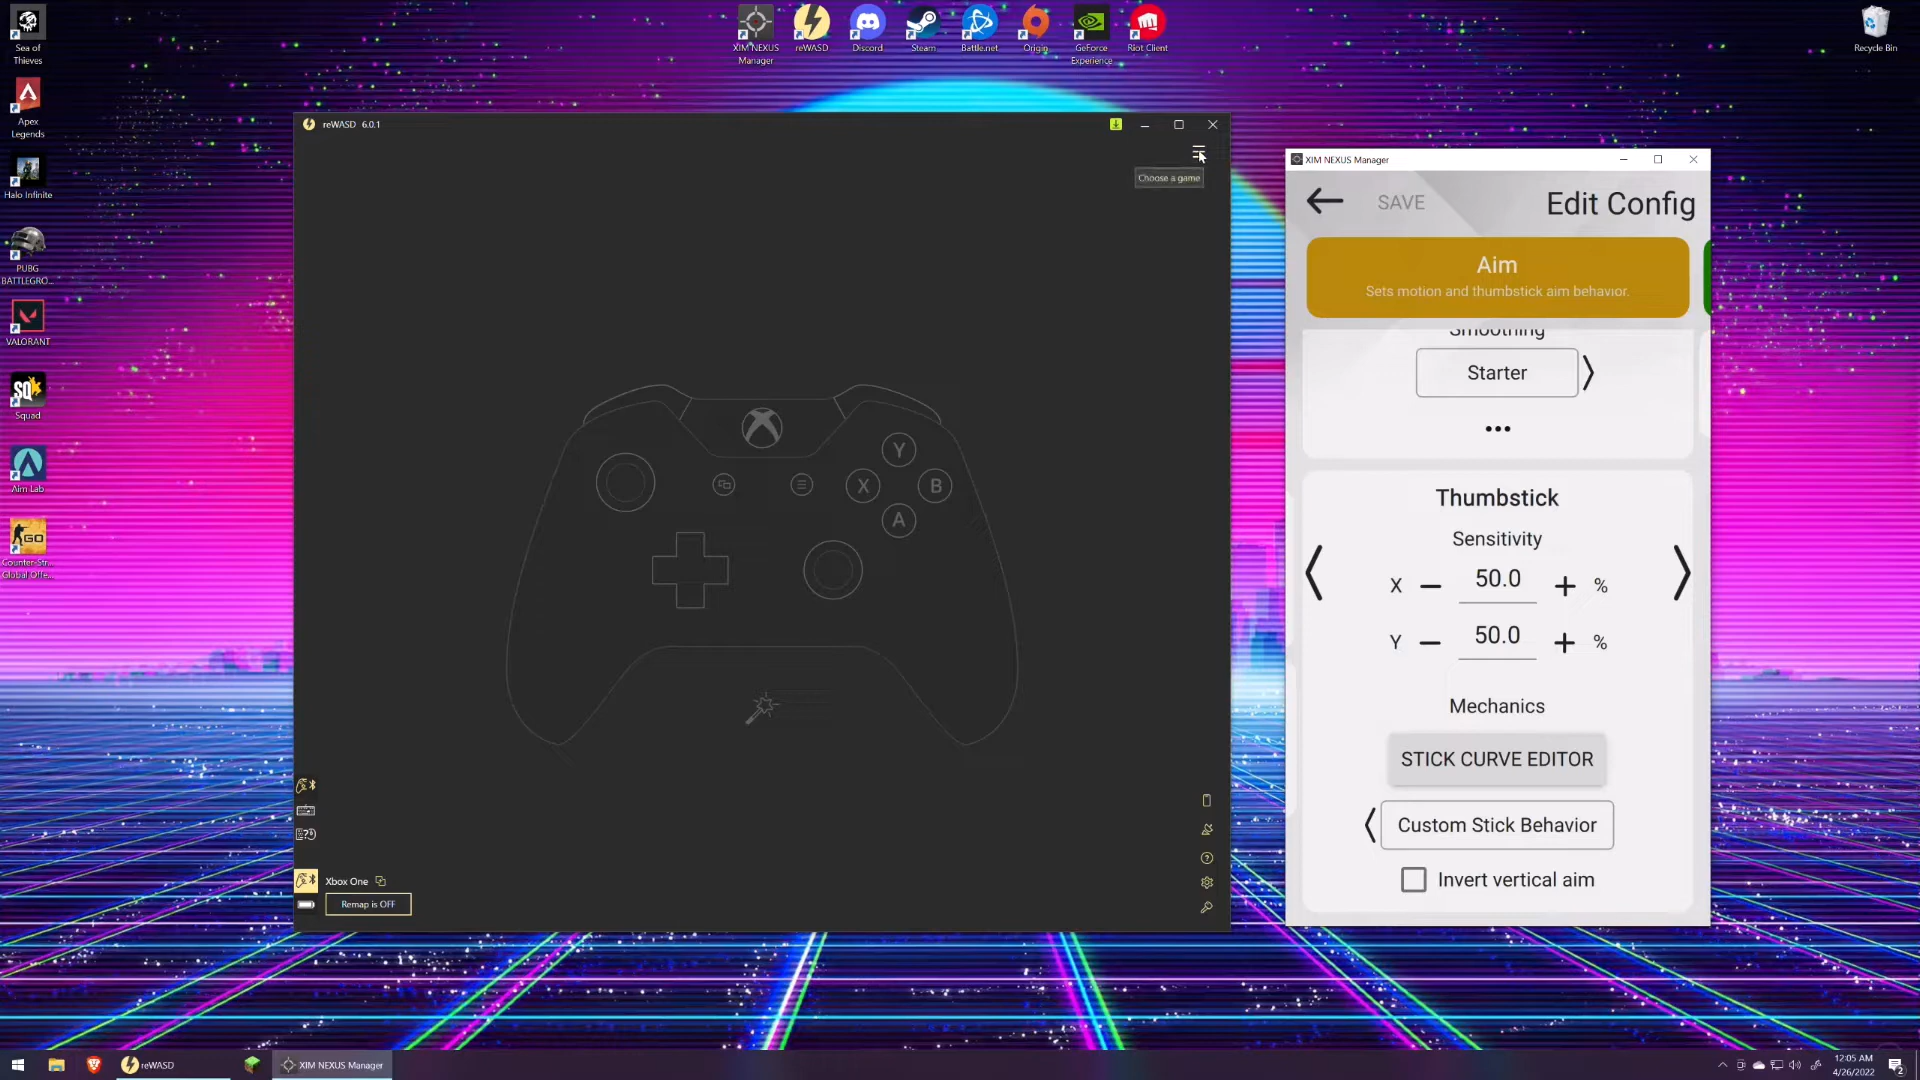 Sea of
Thieves
Apex
Legends
Halo Infinite
PUBG
BATTLEGRO...
VALORANT
SQ
Squad
Aim Lab
GO
Counter-Str...
Global Offe...
XIM NEXUS
Manager
reWASD
Discord
Steam
Battle.net
Origin
GeForce
Experience
Riot Client
Recycle Bin
reWASD 6.0.1
Choose a game
Y
X
B
A
Xbox One
Remap is OFF
XIM NEXUS Manager
SAVE
Edit Config
Aim
Sets motion and thumbstick aim behavior.
Smoothing
Starter
•••
Thumbstick
Sensitivity
X − 50.0 + %
Y − 50.0 + %
Mechanics
STICK CURVE EDITOR
Custom Stick Behavior
Invert vertical aim
reWASD
XIM NEXUS Manager
12:05 AM
4/26/2022
2